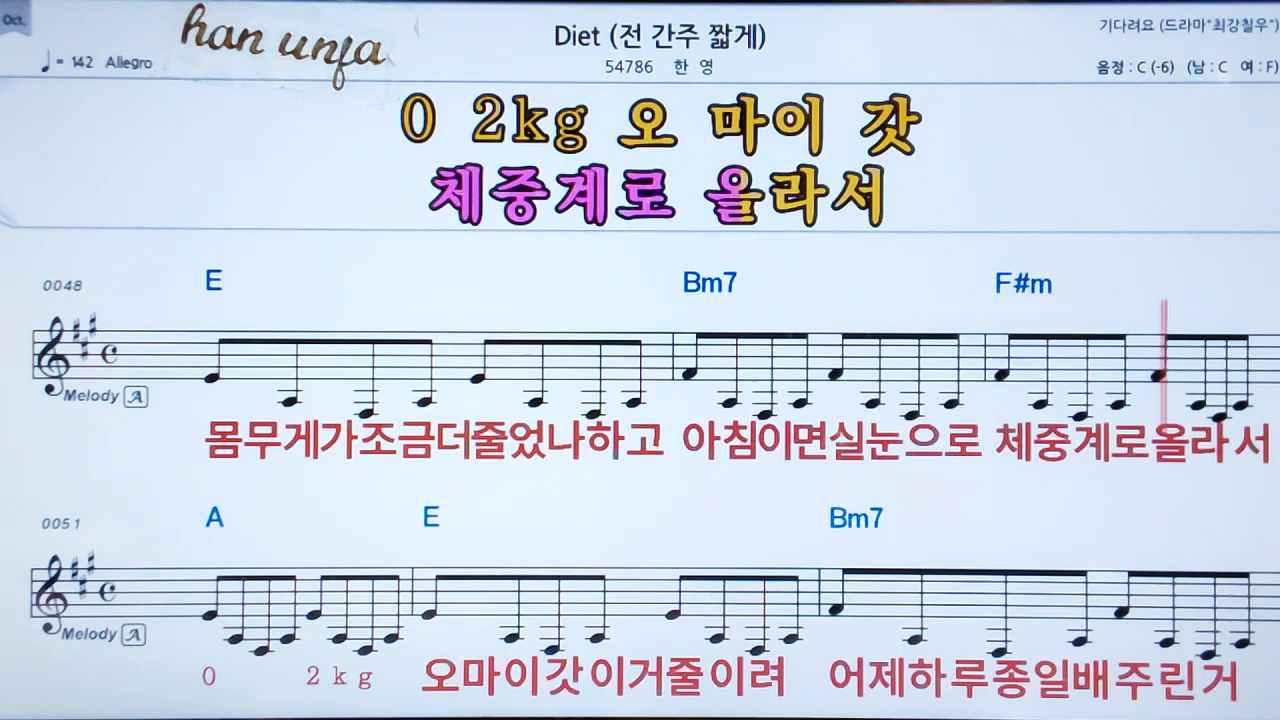 Oct.
han unja
Diet (전 간주 짧게)
기다려요 (드라마"최강칠우")
♩= 142 Allegro
54786 한 영
음정 : C (-6) (남 : C 여 : F)
0 2kg 오 마이 갓
체중계로 올라서
0048
E Bm7 F#m
Melody A
몸무게가조금더줄었나하고 아침이면실눈으로 체중계로올라서
0051
A E Bm7
Melody A
0 2 k g 오마이갓이거줄이려 어제하루종일배주린거